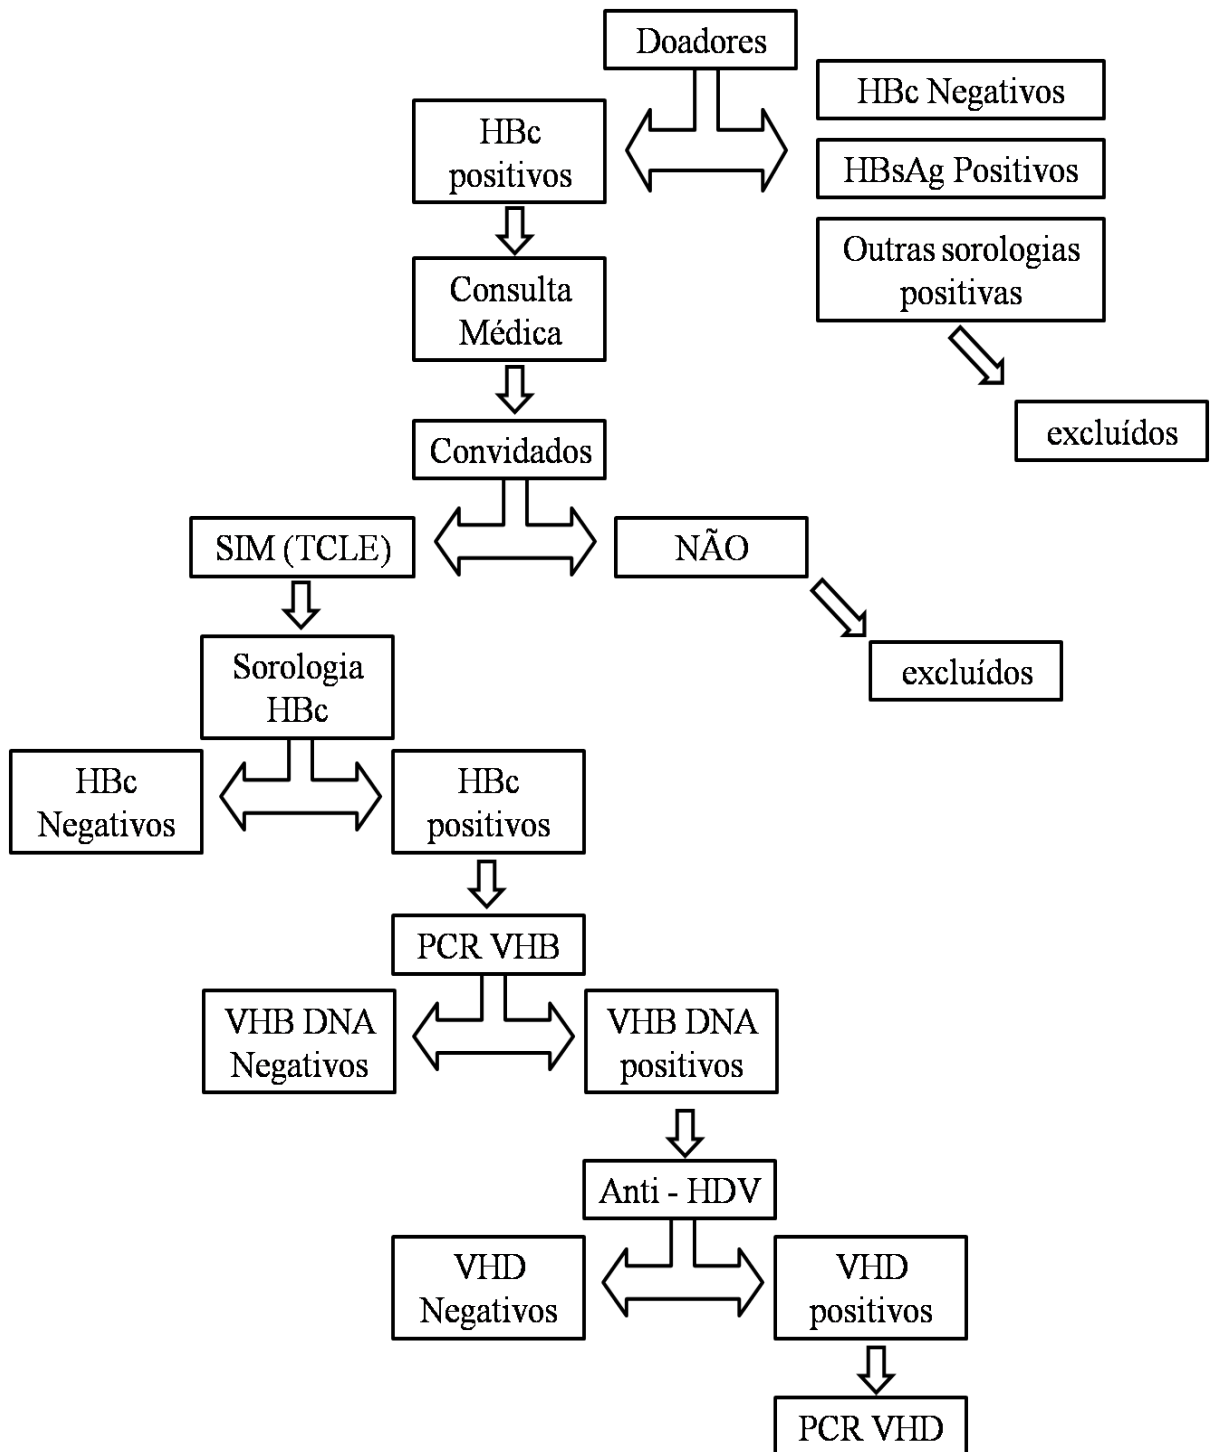 Doadores
HBc
positivos
HBc Negativos
HBsAg Positivos
Outras sorologias
positivas
excluídos
Consulta
Médica
Convidados
SIM (TCLE)
NÃO
excluídos
Sorologia
HBc
HBc
Negativos
HBc
positivos
PCR VHB
VHB DNA
Negativos
VHB DNA
positivos
Anti - HDV
VHD
Negativos
VHD
positivos
PCR VHD